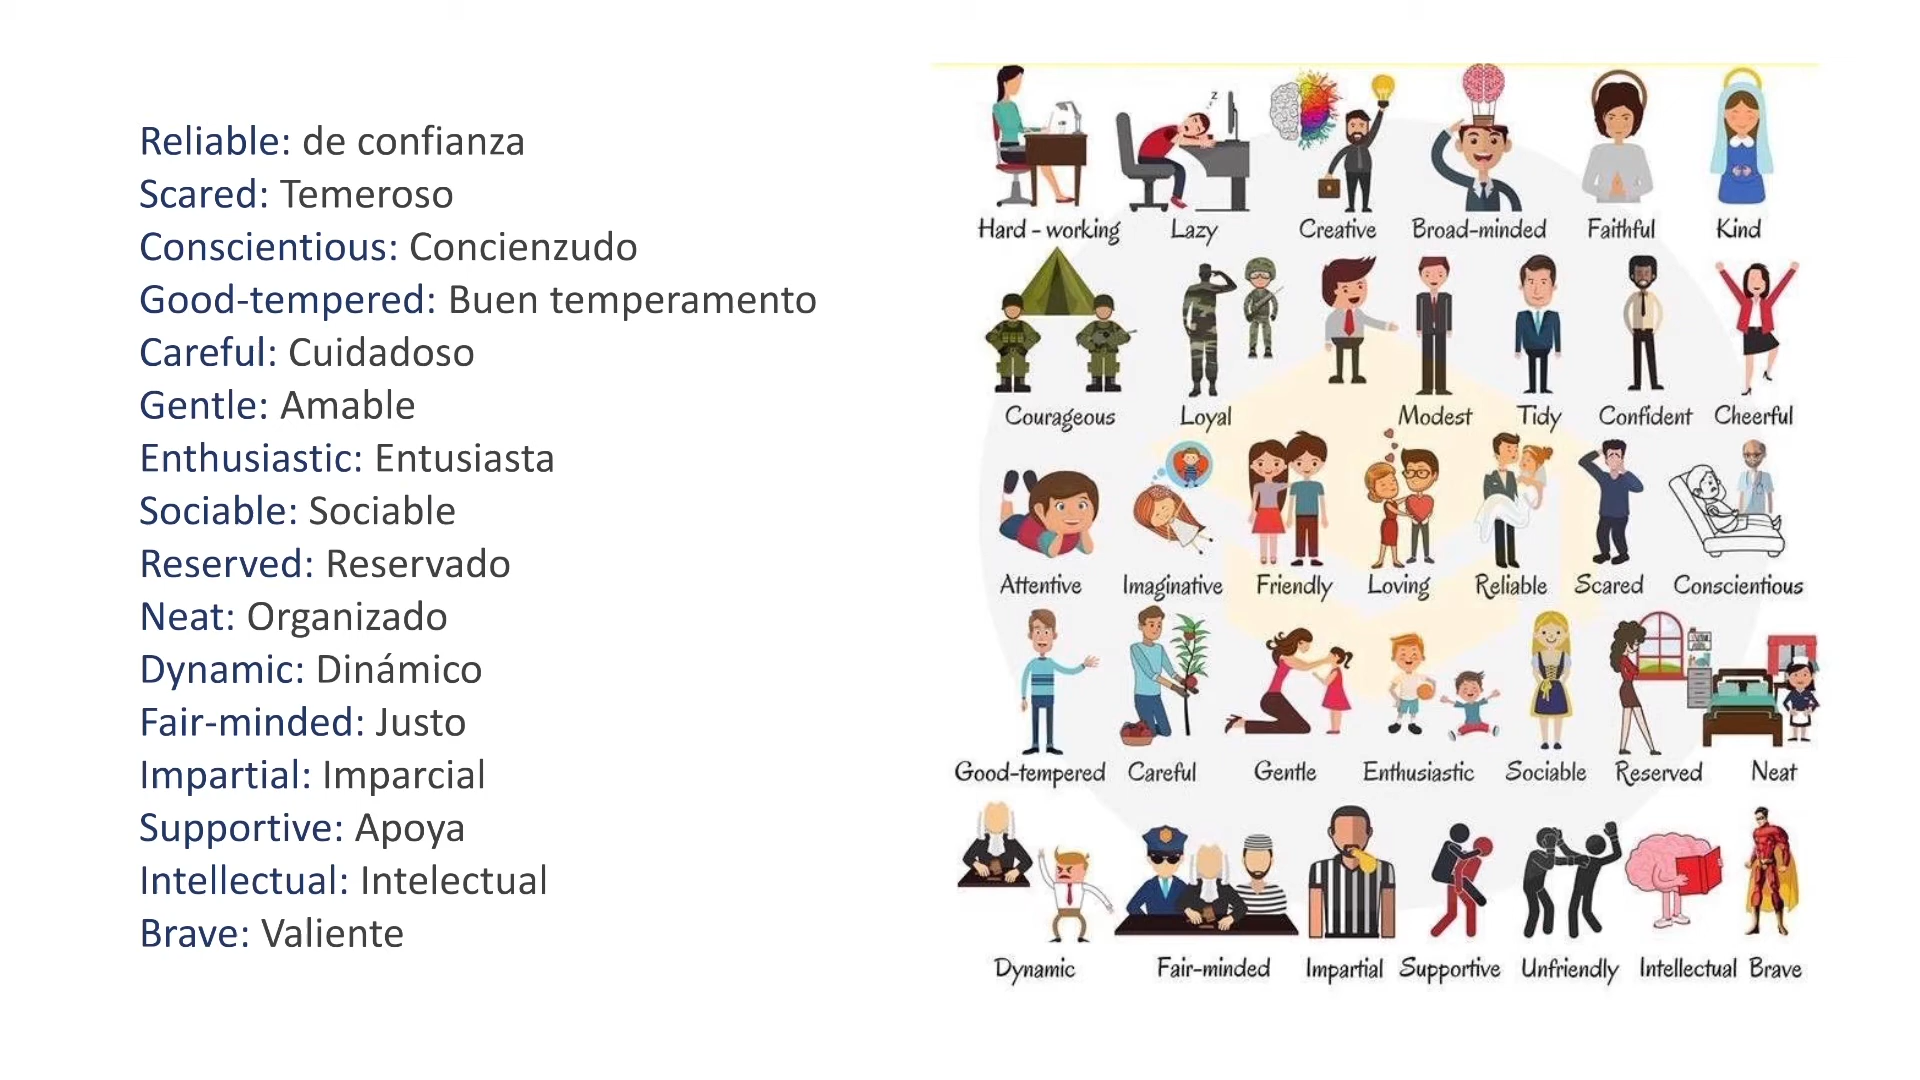 Reliable: de confianza
Scared: Temeroso
Conscientious: Concienzudo
Good-tempered: Buen temperamento
Careful: Cuidadoso
Gentle: Amable
Enthusiastic: Entusiasta
Sociable: Sociable
Reserved: Reservado
Neat: Organizado
Dynamic: Dinámico
Fair-minded: Justo
Impartial: Imparcial
Supportive: Apoya
Intellectual: Intelectual
Brave: Valiente
z
Hard - working Lazy Creative Broad-minded Faithful Kind
Courageous Loyal Modest Tidy Confident Cheerful
Attentive Imaginative Friendly Loving Reliable Scared Conscientious
Good-tempered Careful Gentle Enthusiastic Sociable Reserved Neat
Dynamic Fair-minded Impartial Supportive Unfriendly Intellectual Brave